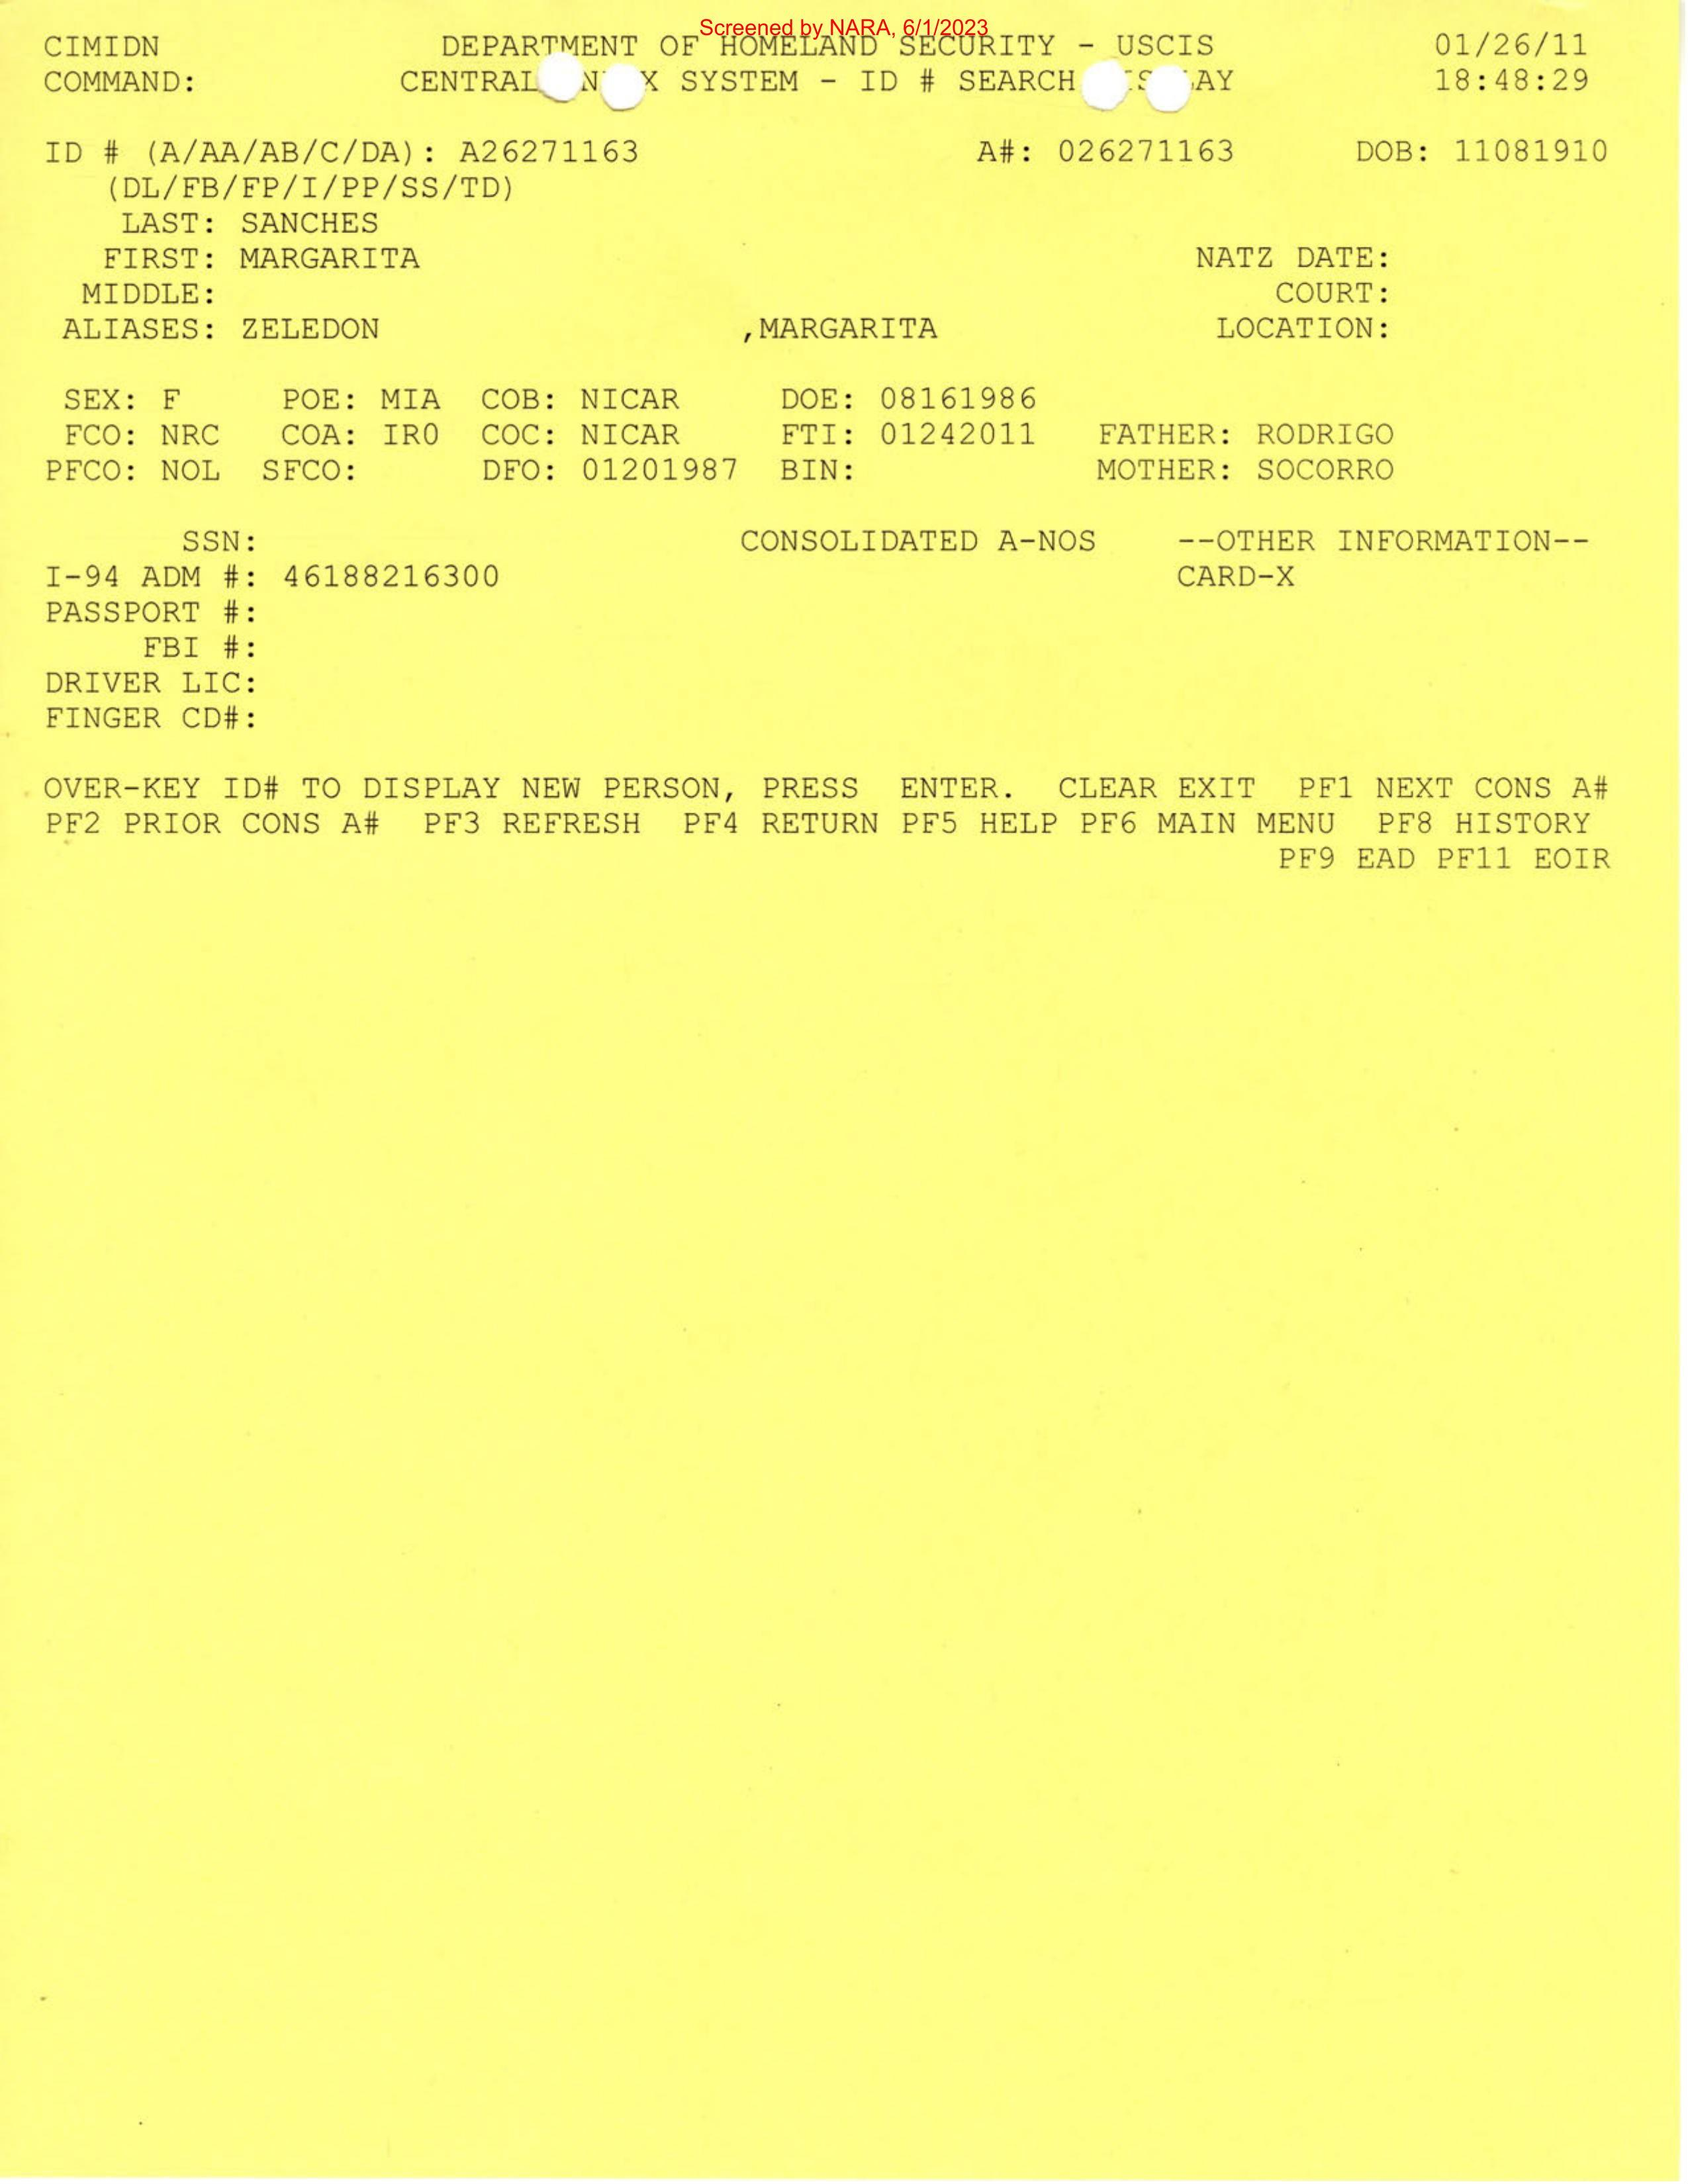 Screened by NARA, 6/1/2023
CIMIDN DEPARTMENT OF HOMELAND SECURITY - USCIS 01/26/11
COMMAND: CENTRAL SYSTEM - ID # SEARCH 18:48:29
ID # (A/AA/AB/C/DA): A26271163 A#: 026271163 DOB: 11081910
(DL/FB/FP/I/PP/SS/TD)
LAST: SANCHES
FIRST: MARGARITA NATZ DATE:
MIDDLE: COURT:
ALIASES: ZELEDON ,MARGARITA LOCATION:
SEX: F POE: MIA COB: NICAR DOE: 08161986
FCO: NRC COA: IR0 COC: NICAR FTI: 01242011 FATHER: RODRIGO
PFCO: NOL SFCO: DFO: 01201987 BIN: MOTHER: SOCORRO
SSN: CONSOLIDATED A-NOS --OTHER INFORMATION--
I-94 ADM #: 46188216300 CARD-X
PASSPORT #:
FBI #:
DRIVER LIC:
FINGER CD#:
OVER-KEY ID# TO DISPLAY NEW PERSON, PRESS ENTER. CLEAR EXIT PF1 NEXT CONS A#
PF2 PRIOR CONS A# PF3 REFRESH PF4 RETURN PF5 HELP PF6 MAIN MENU PF8 HISTORY
PF9 EAD PF11 EOIR